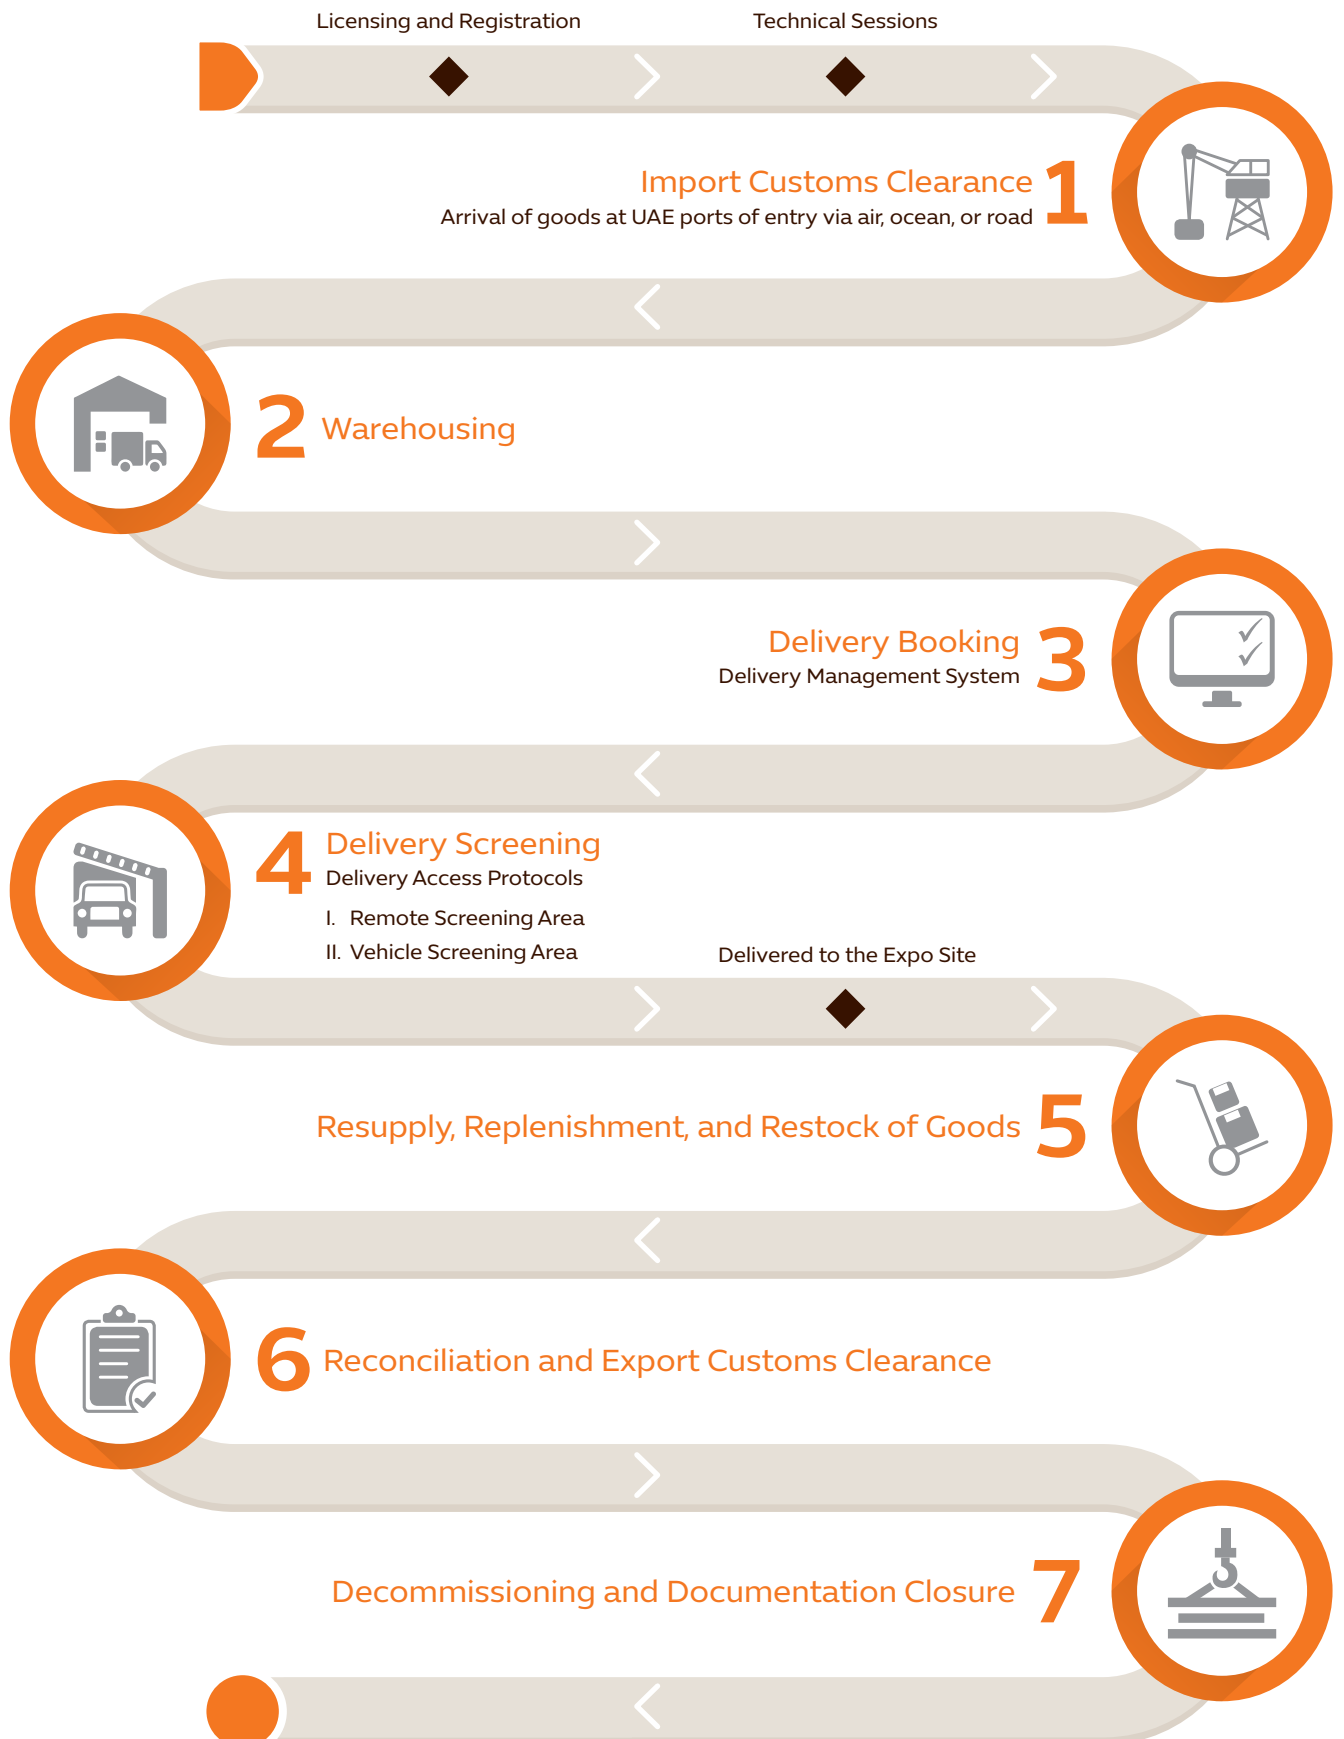 Licensing and Registration
Technical Sessions
Import Customs Clearance
Arrival of goods at UAE ports of entry via air, ocean, or road
1
2
Warehousing
Delivery Booking
Delivery Management System
3
4
Delivery Screening
Delivery Access Protocols
I. Remote Screening Area
II. Vehicle Screening Area
Delivered to the Expo Site
Resupply, Replenishment, and Restock of Goods
5
6
Reconciliation and Export Customs Clearance
Decommissioning and Documentation Closure
7